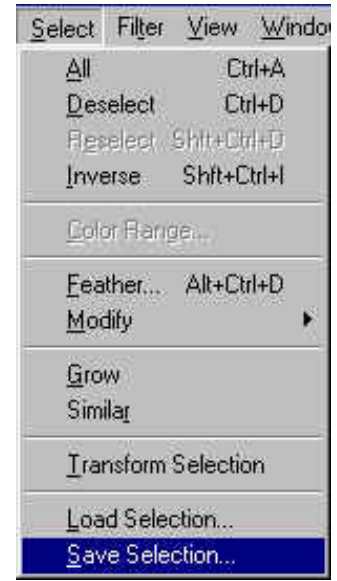 Select Filter View Windo
All Ctrl+A
Deselect Ctrl+D
Reselect Shft+Ctrl+D
Inverse Shft+Ctrl+I
Color Range...
Feather... Alt+Ctrl+D
Modify
Grow
Similar
Transform Selection
Load Selection...
Save Selection...